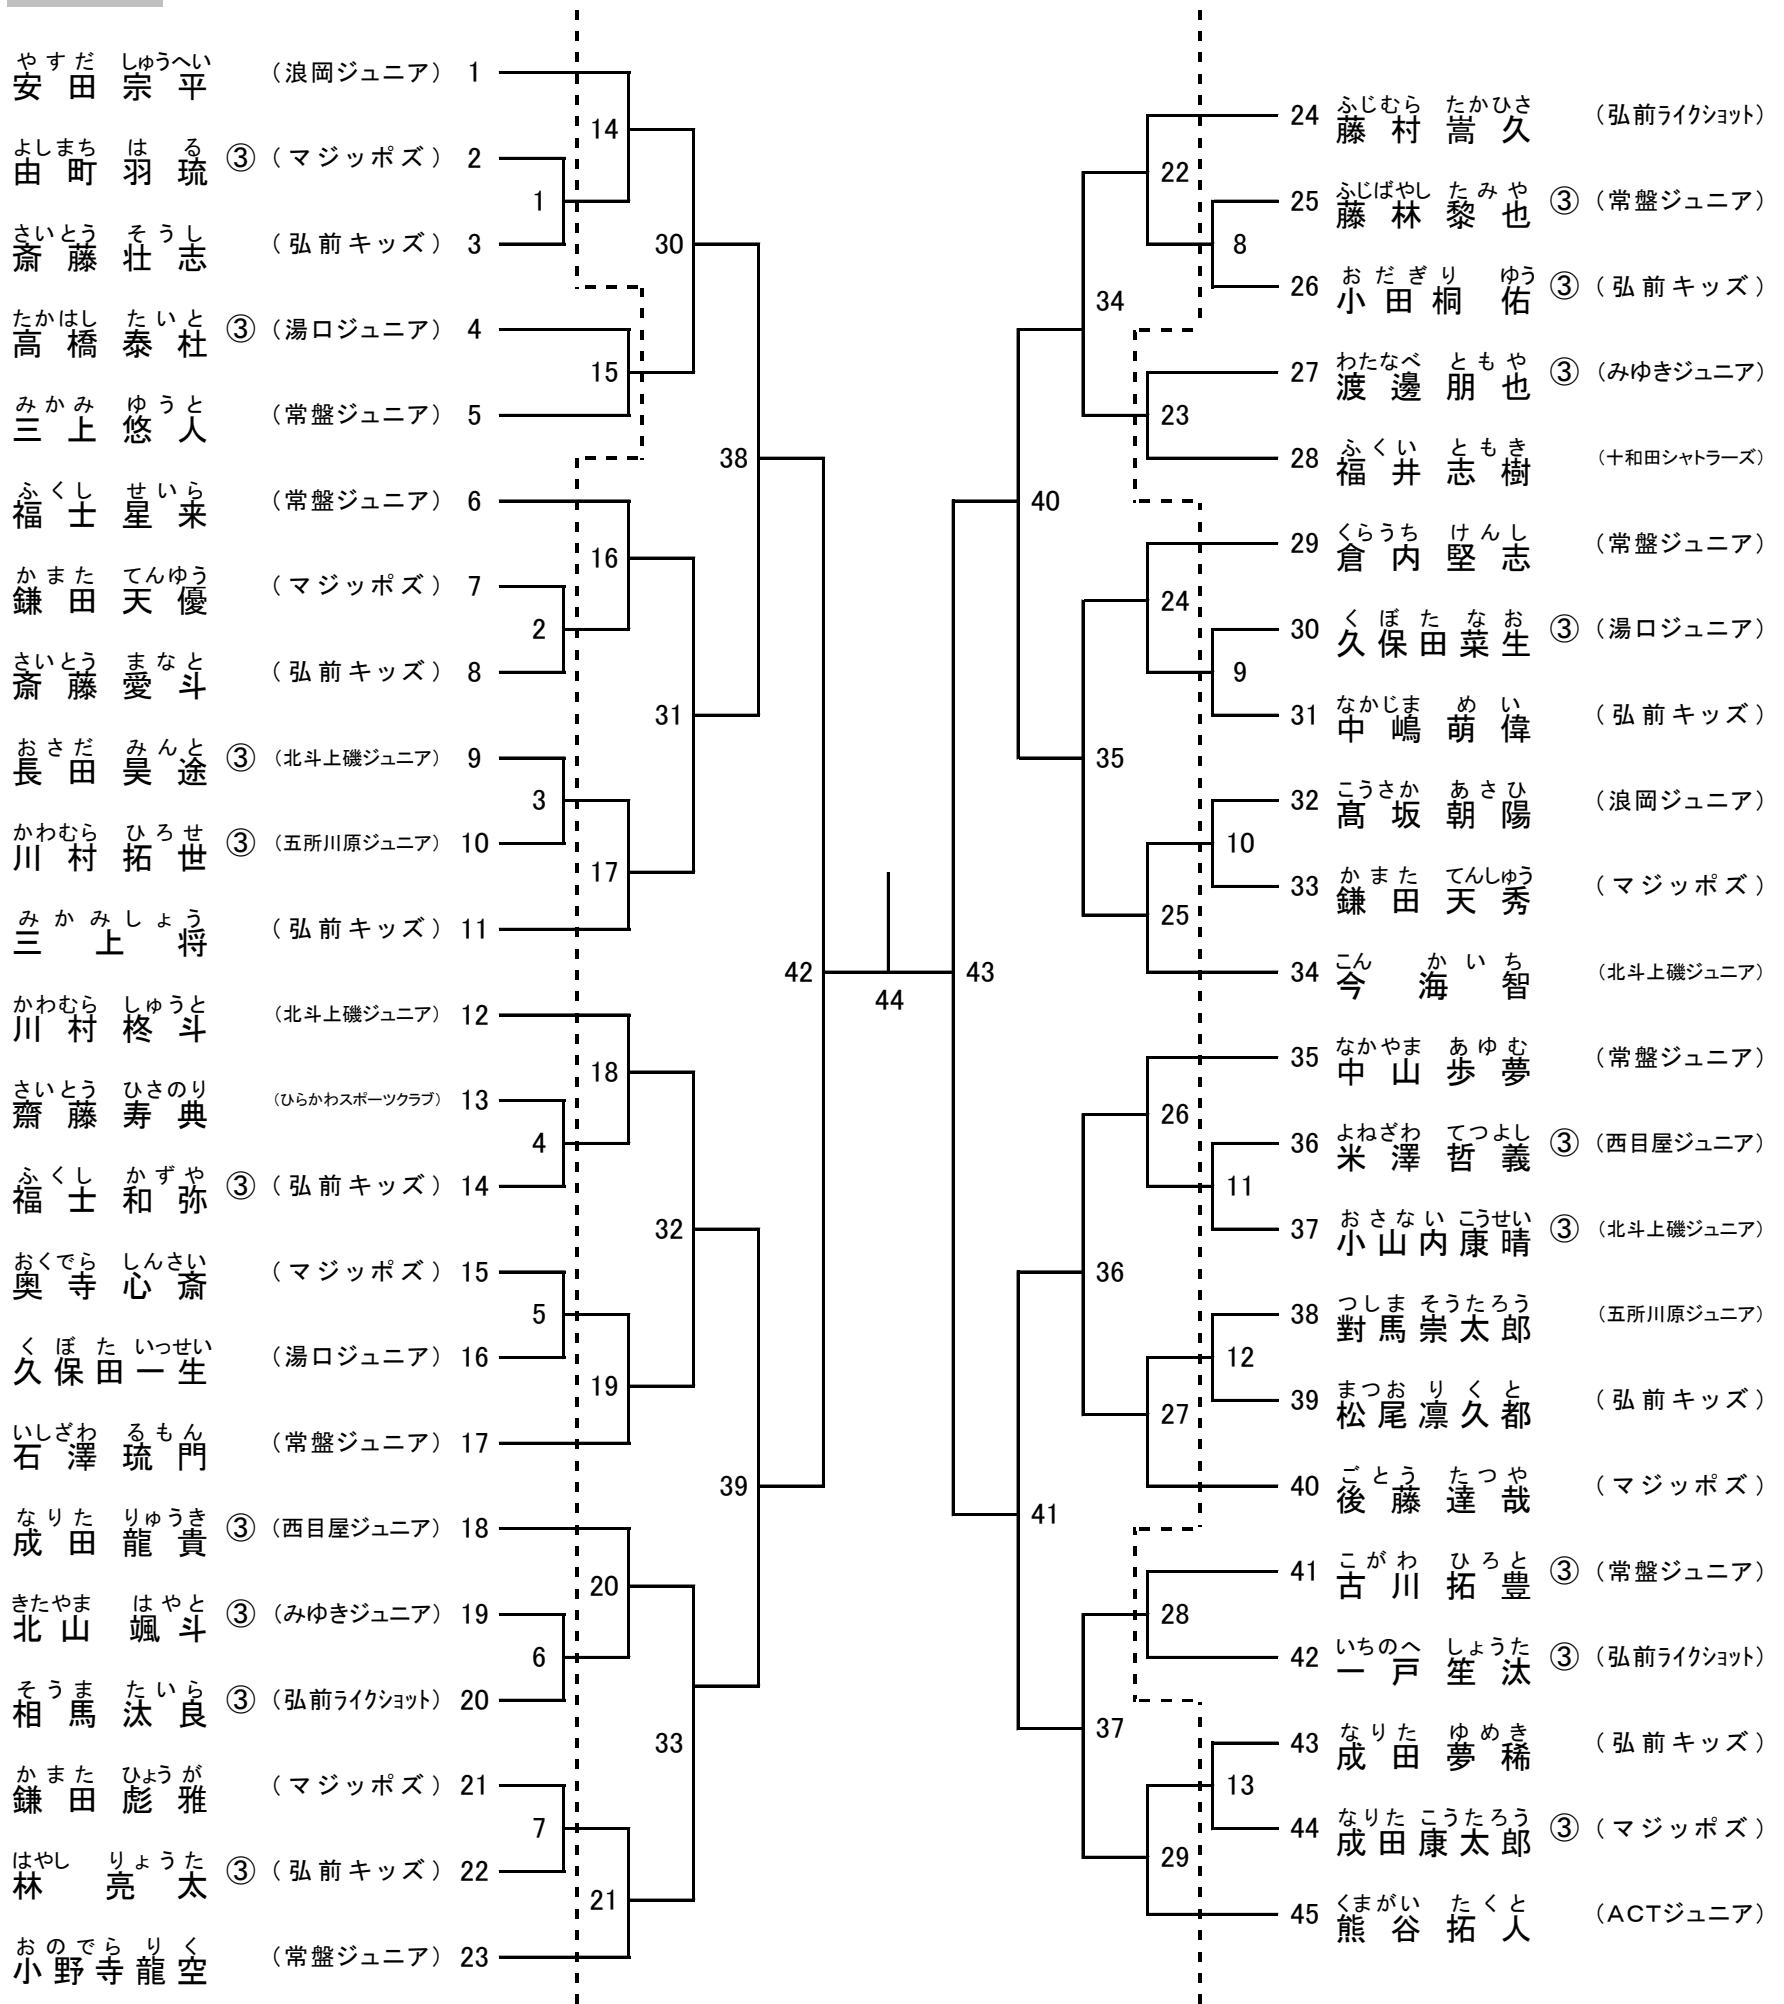 やすだ しゅうへい
安田 宗平 (浪岡ジュニア) 1
よしまち はる
由町 羽琉 ③ (マジッポズ) 2
さいとう そうし
斎藤 壮志 (弘前キッズ) 3
たかはし たいと
高橋 泰杜 ③ (湯口ジュニア) 4
みかみ ゆうと
三上 悠人 (常盤ジュニア) 5
ふくし せいら
福士 星来 (常盤ジュニア) 6
かまた てんゆう
鎌田 天優 (マジッポズ) 7
さいとう まなと
斎藤 愛斗 (弘前キッズ) 8
おさだ みんと
長田 昊途 ③ (北斗上磯ジュニア) 9
かわむら ひろせ
川村 拓世 ③ (五所川原ジュニア) 10
みかみ しょう
三上 将 (弘前キッズ) 11
かわむら しゅうと
川村 柊斗 (北斗上磯ジュニア) 12
さいとう ひさのり
齋藤 寿典 (ひらかわスポーツクラブ) 13
ふくし かずや
福士 和弥 ③ (弘前キッズ) 14
おくでら しんさい
奥寺 心斎 (マジッポズ) 15
くぼた いっせい
久保田一生 (湯口ジュニア) 16
いしざわ るもん
石澤 琉門 (常盤ジュニア) 17
なりた りゅうき
成田 龍貴 ③ (西目屋ジュニア) 18
きたやま はやと
北山 颯斗 ③ (みゆきジュニア) 19
そうま たいら
相馬 汰良 ③ (弘前ライクショット) 20
かまた ひょうが
鎌田 彪雅 (マジッポズ) 21
はやし りょうた
林 亮太 ③ (弘前キッズ) 22
おのでら りく
小野寺龍空 (常盤ジュニア) 23
1
2
3
4
5
6
7
14
15
16
17
18
19
20
21
30
31
32
33
38
39
42
44
43
40
41
34
35
36
37
22
23
24
25
26
27
28
29
8
9
10
11
12
13
ふじむら たかひさ
24 藤村 嵩久 (弘前ライクショット)
ふじばやし たみや
25 藤林 黎也 ③ (常盤ジュニア)
おだぎり ゆう
26 小田桐 佑 ③ (弘前キッズ)
わたなべ ともや
27 渡邊 朋也 ③ (みゆきジュニア)
ふくい ともき
28 福井 志樹 (十和田シャトラーズ)
くらうち けんし
29 倉内 堅志 (常盤ジュニア)
くぼた なお
30 久保田菜生 ③ (湯口ジュニア)
なかじま めい
31 中嶋 萌偉 (弘前キッズ)
こうさか あさひ
32 髙坂 朝陽 (浪岡ジュニア)
かまた てんしゅう
33 鎌田 天秀 (マジッポズ)
こん かいち
34 今 海智 (北斗上磯ジュニア)
なかやま あゆむ
35 中山 歩夢 (常盤ジュニア)
よねざわ てつよし
36 米澤 哲義 ③ (西目屋ジュニア)
おさない こうせい
37 小山内康晴 ③ (北斗上磯ジュニア)
つしま そうたろう
38 對馬崇太郎 (五所川原ジュニア)
まつお りくと
39 松尾凛久都 (弘前キッズ)
ごとう たつや
40 後藤 達哉 (マジッポズ)
こがわ ひろと
41 古川 拓豊 ③ (常盤ジュニア)
いちのへ しょうた
42 一戸 笙汰 ③ (弘前ライクショット)
なりた ゆめき
43 成田 夢稀 (弘前キッズ)
なりた こうたろう
44 成田康太郎 ③ (マジッポズ)
くまがい たくと
45 熊谷 拓人 (ACTジュニア)